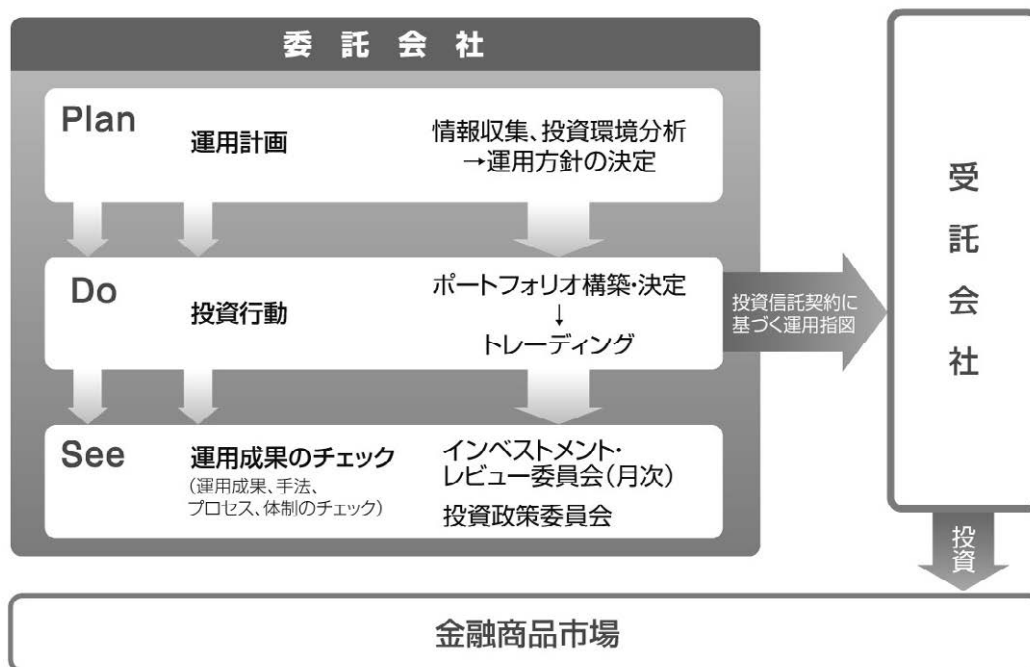 委託会社
Plan
運用計画
情報収集、投資環境分析
→運用方針の決定
Do
投資行動
ポートフォリオ構築・決定
↓
トレーディング
See
運用成果のチェック
(運用成果、手法、
プロセス、体制のチェック)
インベストメント・
レビュー委員会(月次)
投資政策委員会
投資信託契約に
基づく運用指図
受託会社
投資
金融商品市場